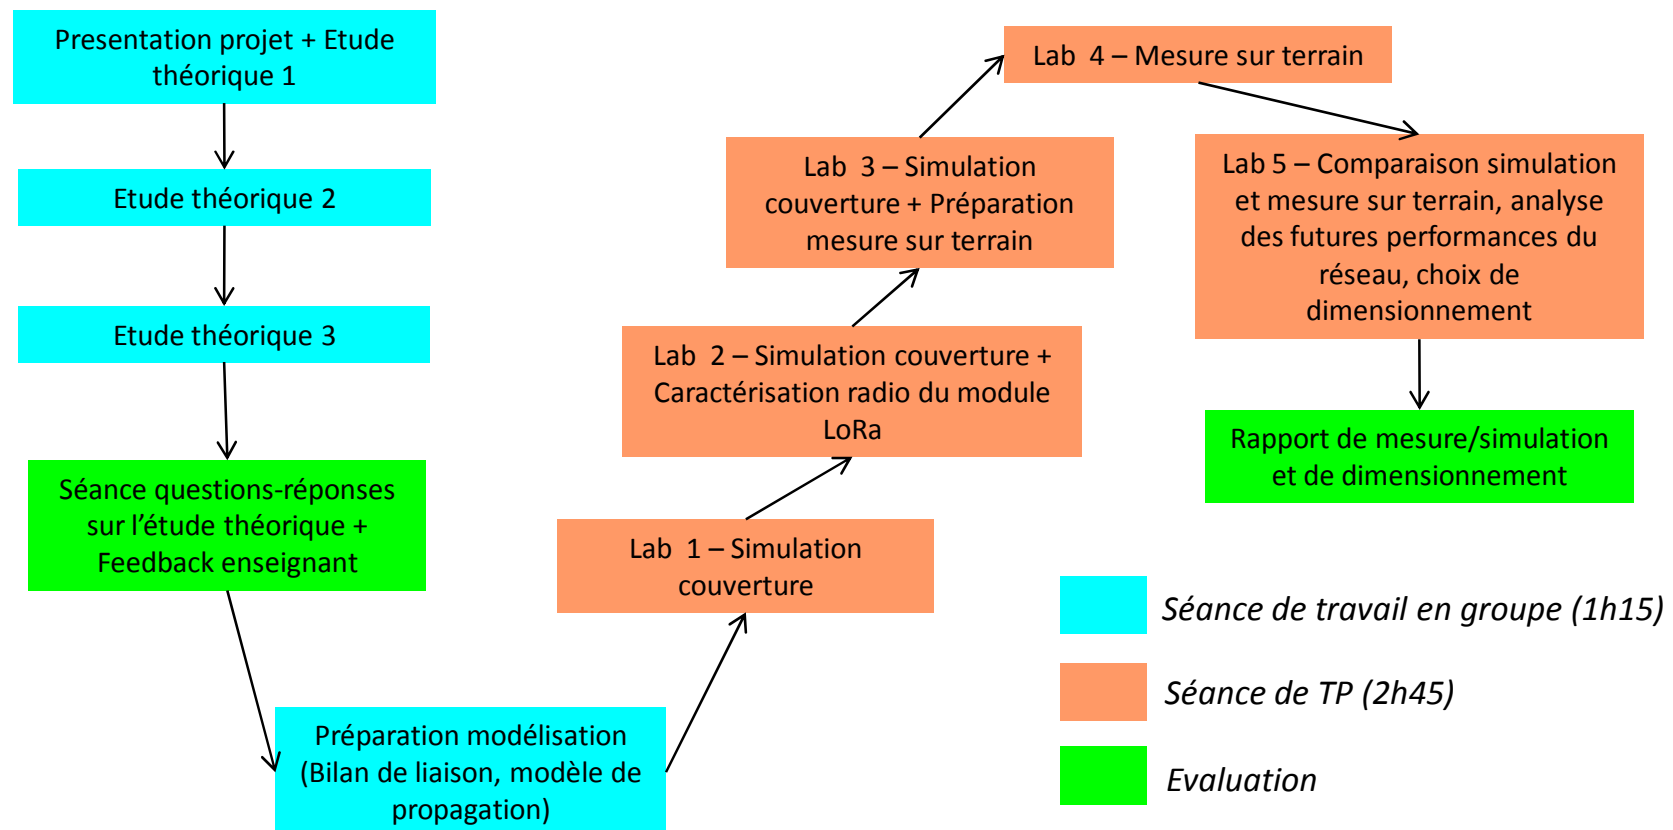 Presentation projet + Etude
théorique 1
Etude théorique 2
Etude théorique 3
Séance questions-réponses
sur l’étude théorique +
Feedback enseignant
Préparation modélisation
(Bilan de liaison, modèle de
propagation)
Lab 1 – Simulation
couverture
Lab 2 – Simulation couverture +
Caractérisation radio du module
LoRa
Lab 3 – Simulation
couverture + Préparation
mesure sur terrain
Lab 4 – Mesure sur terrain
Lab 5 – Comparaison simulation
et mesure sur terrain, analyse
des futures performances du
réseau, choix de
dimensionnement
Rapport de mesure/simulation
et de dimensionnement
Séance de travail en groupe (1h15)
Séance de TP (2h45)
Evaluation